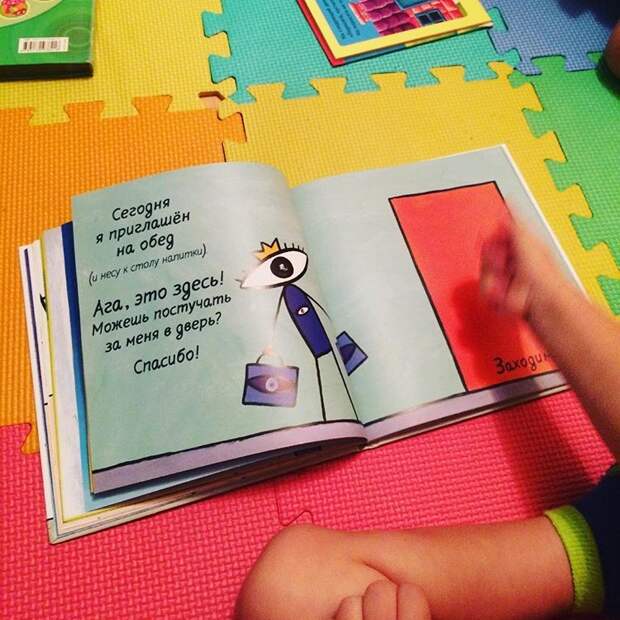 Сегодня
я приглашён
на обед
(и несу к столу напитки).
Ага, это здесь!
Можешь постучать
за меня в дверь?
Спасибо!